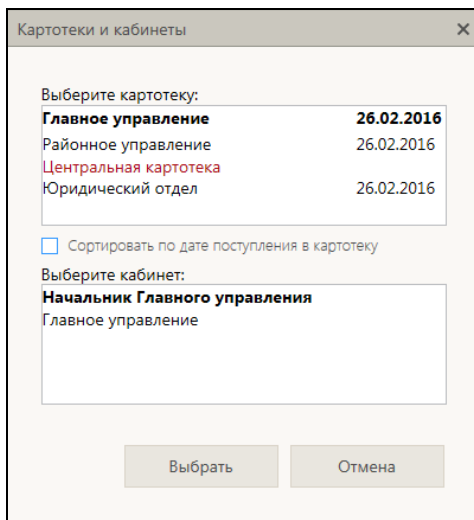 Картотеки и кабинеты
Выберите картотеку:
Главное управление 26.02.2016
Районное управление 26.02.2016
Центральная картотека
Юридический отдел 26.02.2016
Сортировать по дате поступления в картотеку
Выберите кабинет:
Начальник Главного управления
Главное управление
Выбрать Отмена